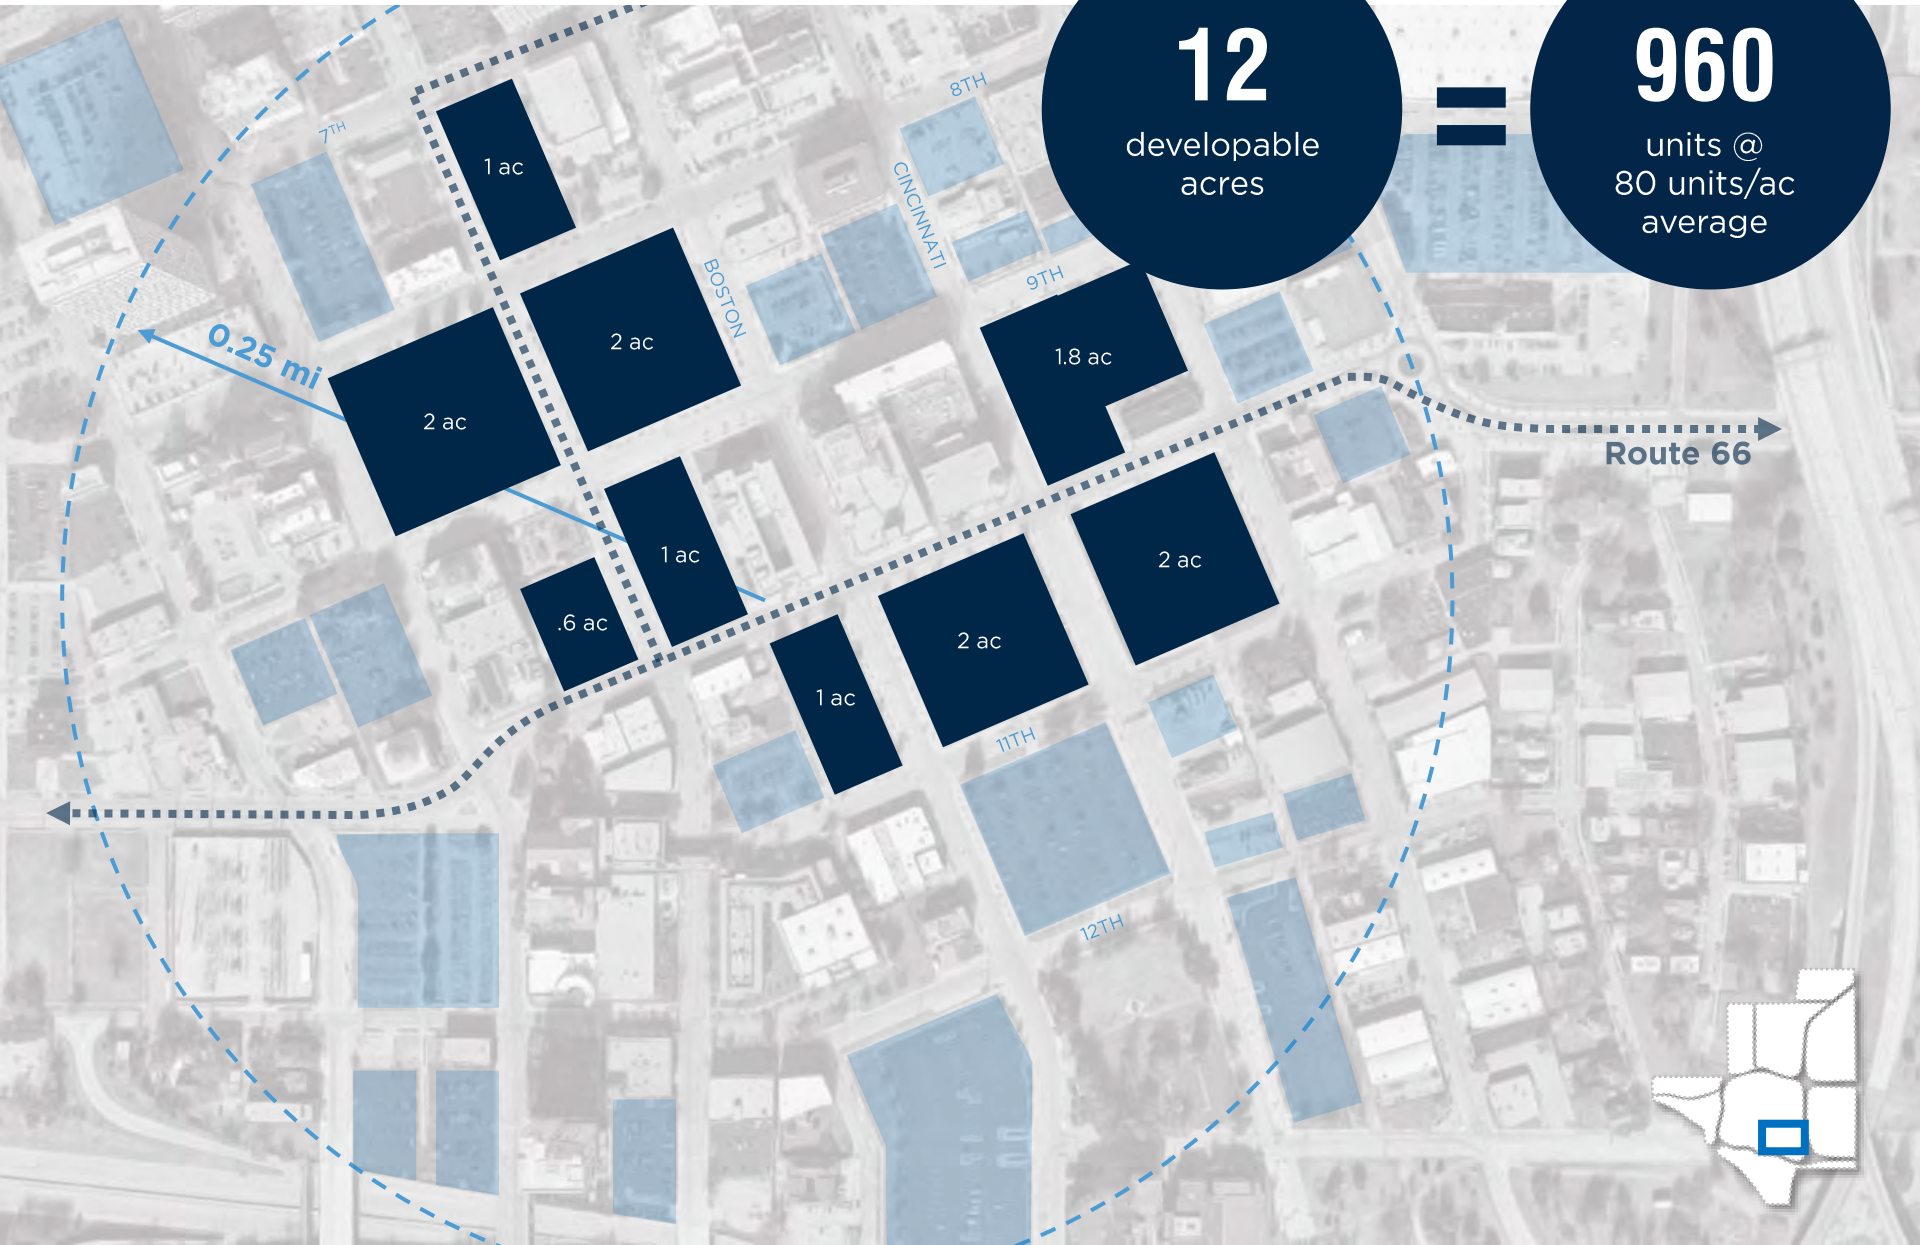 12
developable
acres
960
units @
80 units/ac
average
8TH
7TH
1 ac
CINCINNATI
BOSTON
9TH
0.25 mi
2 ac
1.8 ac
2 ac
Route 66
1 ac
2 ac
.6 ac
2 ac
1 ac
11TH
12TH